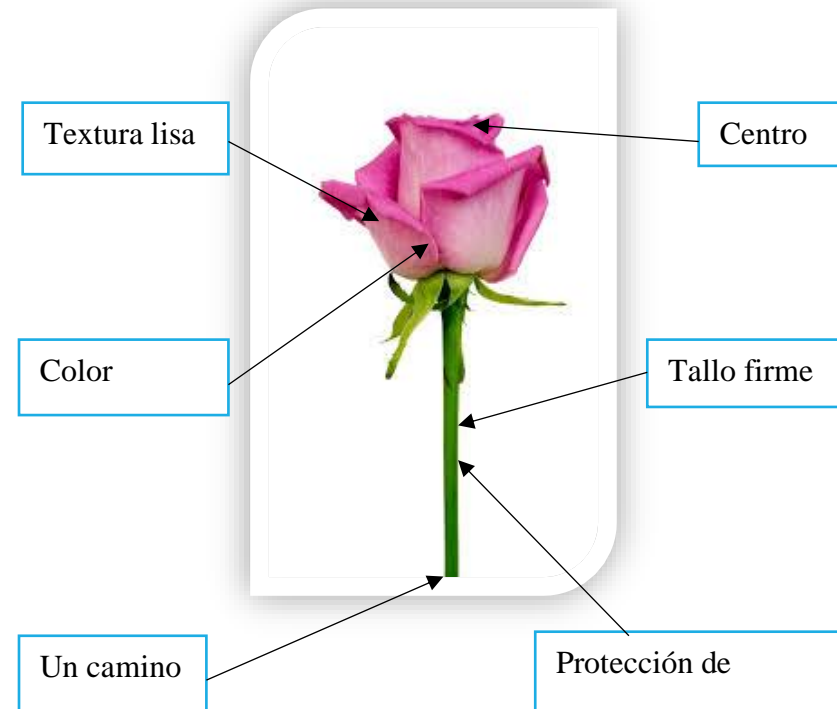 Textura lisa
Centro
Color
Tallo firme
Un camino
Protección de